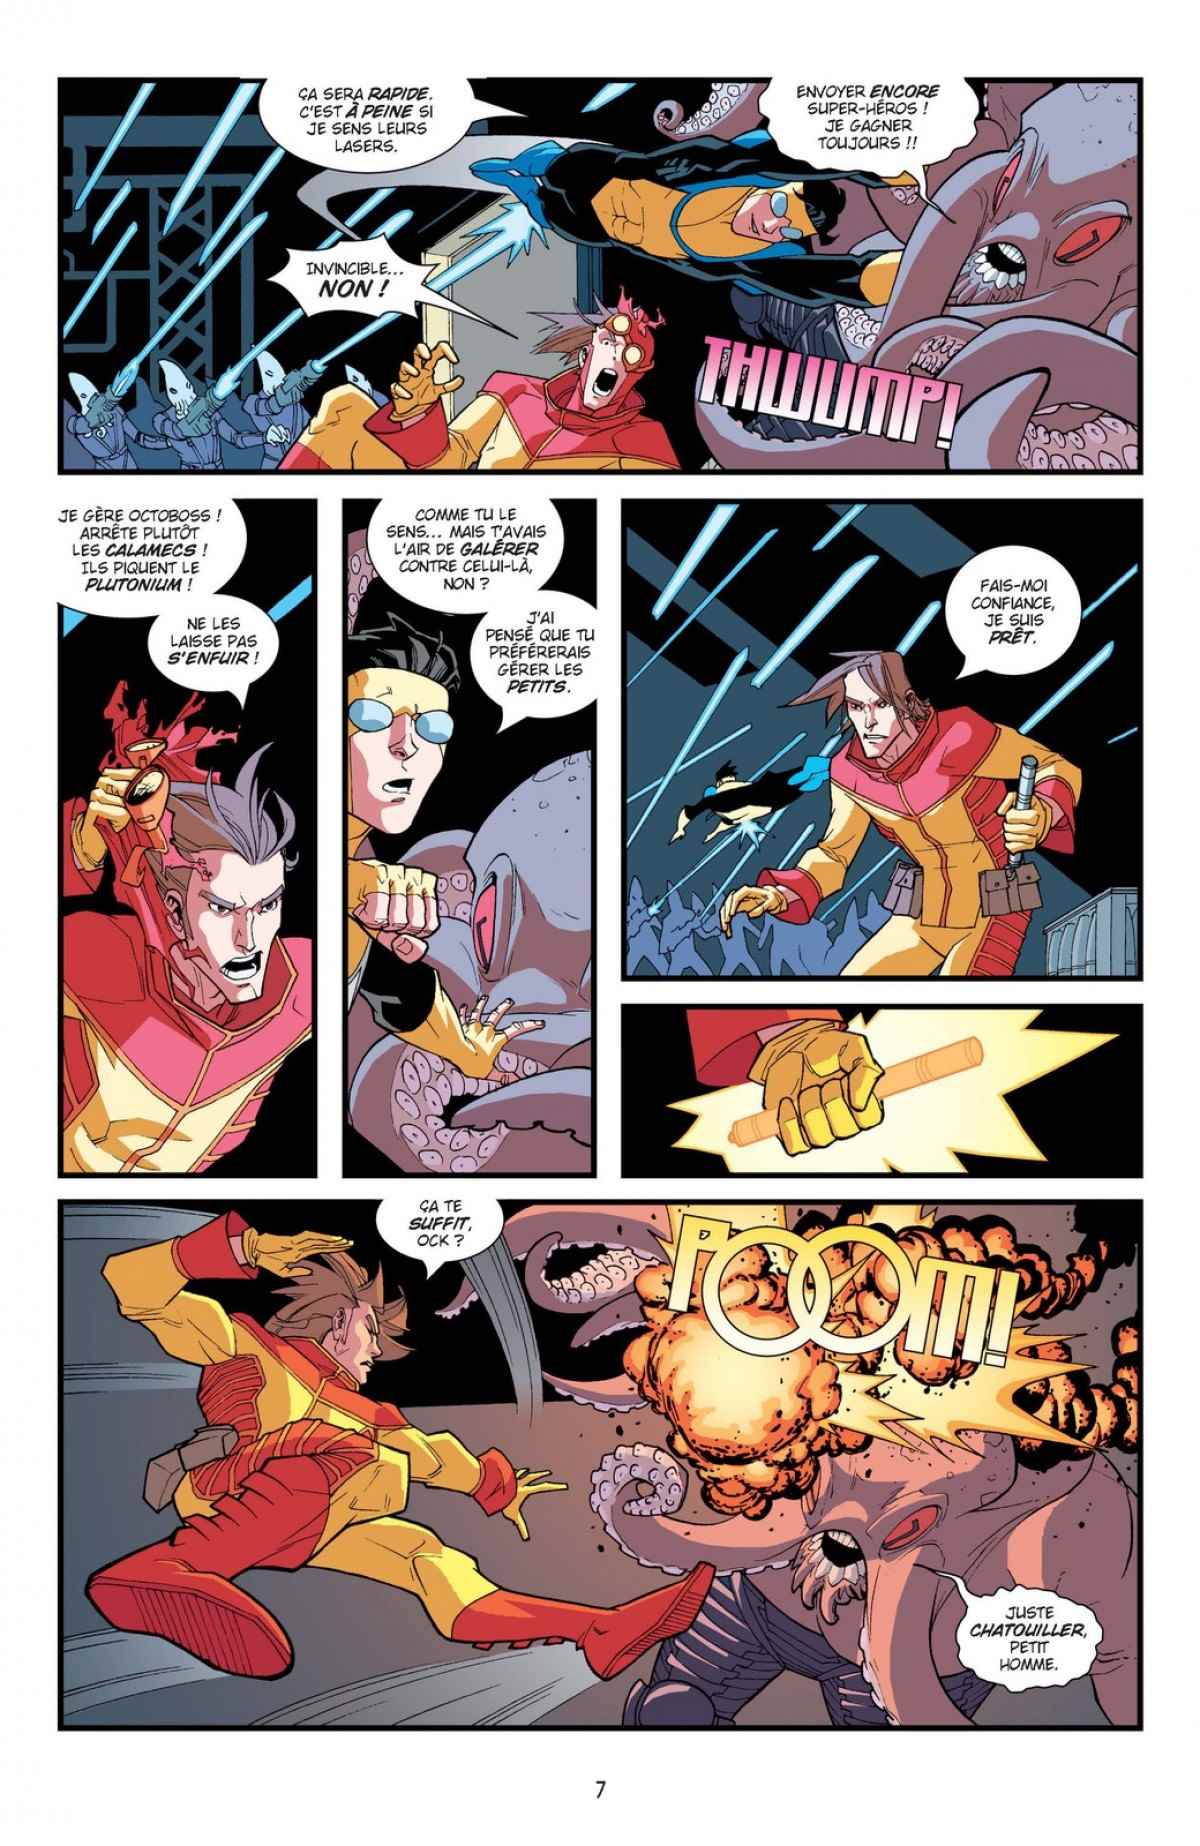 ÇA SERA RAPIDE.
C'EST À PEINE SI
JE SENS LEURS
LASERS.
ENVOYER ENCORE
SUPER-HÉROS !
JE GAGNER
TOUJOURS !!
INVINCIBLE...
NON !
THWUMP!
JE GÈRE OCTOBOSS !
ARRÊTE PLUTÔT
LES CALAMECS !
ILS PIQUENT LE
PLUTONIUM !
NE LES
LAISSE PAS
S'ENFUIR !
COMME TU LE
SENS... MAIS T'AVAIS
L'AIR DE GALÉRER
CONTRE CELUI-LÀ,
NON ?
J'AI
PENSÉ QUE TU
PRÉFÉRERAIS
GÉRER LES
PETITS.
FAIS-MOI
CONFIANCE,
JE SUIS
PRÊT.
ÇA TE
SUFFIT,
OCK ?
POOOM!
JUSTE
CHATOUILLER,
PETIT
HOMME.
7